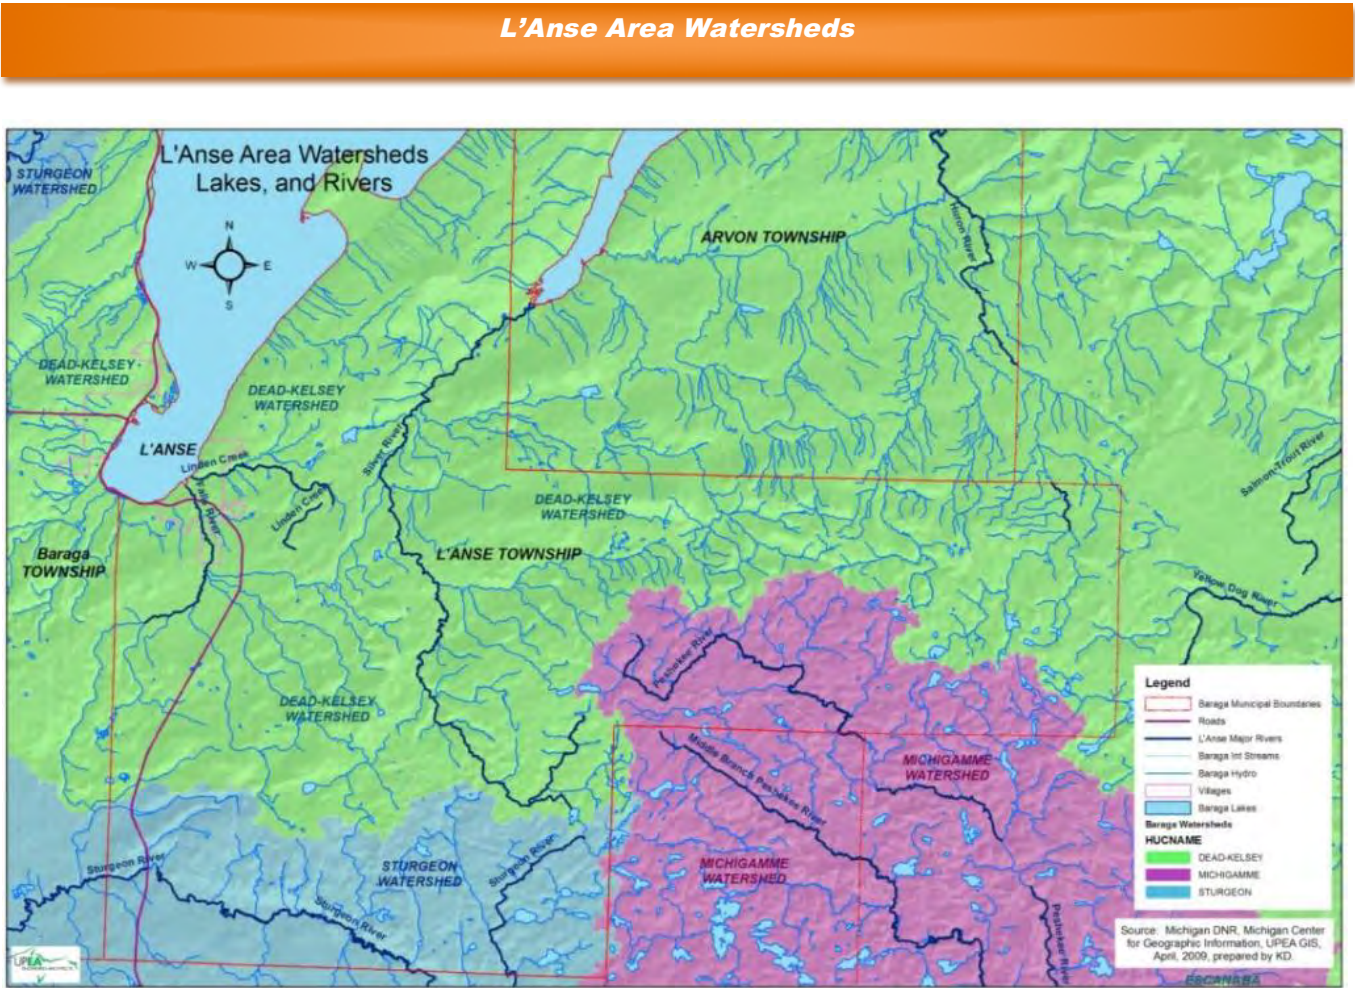 L'Anse Area Watersheds
L'Anse Area Watersheds
Lakes, and Rivers
STURGEON
WATERSHED
N
W
E
S
ARVON TOWNSHIP
Huron River
DEAD-KELSEY
WATERSHED
DEAD-KELSEY
WATERSHED
L'ANSE
Linden Creek
Silver River
Salmon-Trout River
Falls River
Linden Creek
DEAD-KELSEY
WATERSHED
Baraga
TOWNSHIP
L'ANSE TOWNSHIP
Yellow Dog River
Peshekee River
DEAD-KELSEY
WATERSHED
Middle Branch Peshekee River
MICHIGAMME
WATERSHED
Sturgeon River
STURGEON
WATERSHED
Sturgeon River
MICHIGAMME
WATERSHED
Sturgeon River
Peshekee River
Legend
Baraga Municipal Boundaries
Roads
L'Anse Major Rivers
Baraga Int Streams
Baraga Hydro
Villages
Baraga Lakes
Baraga Watersheds
HUCNAME
DEAD-KELSEY
MICHIGAMME
STURGEON
Source: Michigan DNR, Michigan Center
for Geographic Information, UPEA GIS,
April, 2009, prepared by KD.
UPEA
ESCANABA